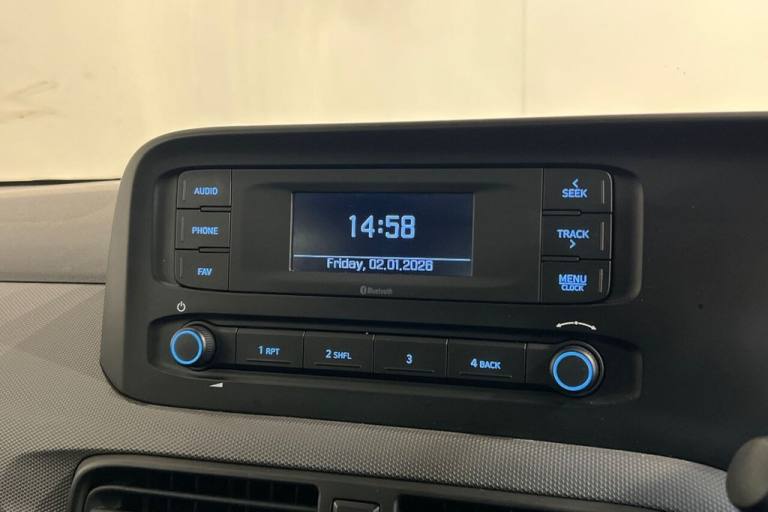 AUDIO
PHONE
FAV
14:58
Friday, 02.01.2026
Bluetooth
<
SEEK
TRACK
>
MENU
CLOCK
1 RPT
2 SHFL
3
4 BACK